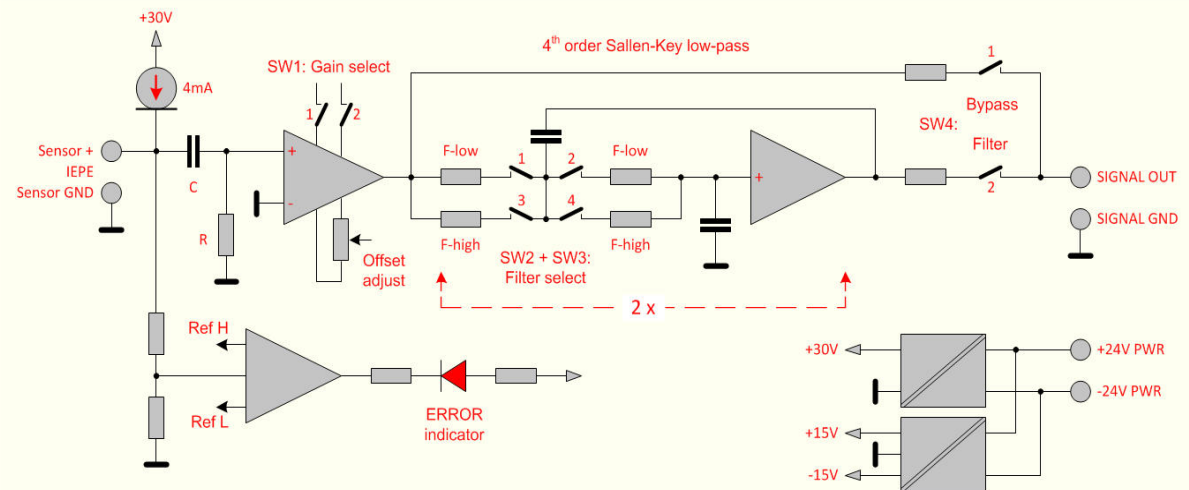 +30V
4th order Sallen-Key low-pass
SW1: Gain select
4mA
1
2
1
Bypass
SW4:
Filter
2
Sensor +
IEPE
Sensor GND
C
R
+
-
F-low
1
2
F-low
3
4
F-high
F-high
+
SIGNAL OUT
SIGNAL GND
Offset
adjust
SW2 + SW3:
Filter select
2 x
Ref H
Ref L
ERROR
indicator
+30V
+24V PWR
-24V PWR
+15V
-15V